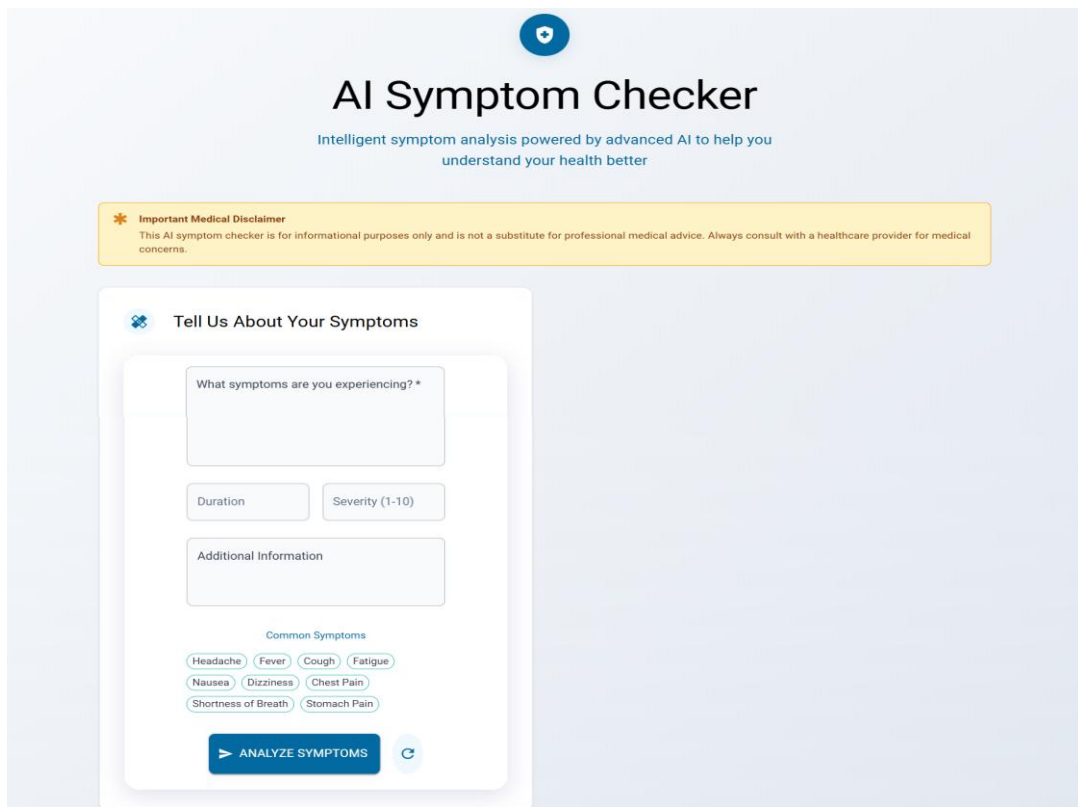 AI Symptom Checker
Intelligent symptom analysis powered by advanced AI to help you
understand your health better
Important Medical Disclaimer
This AI symptom checker is for informational purposes only and is not a substitute for professional medical advice. Always consult with a healthcare provider for medical
concerns.
Tell Us About Your Symptoms
What symptoms are you experiencing? *
Duration
Severity (1-10)
Additional Information
Common Symptoms
Headache Fever Cough Fatigue
Nausea Dizziness Chest Pain
Shortness of Breath Stomach Pain
ANALYZE SYMPTOMS